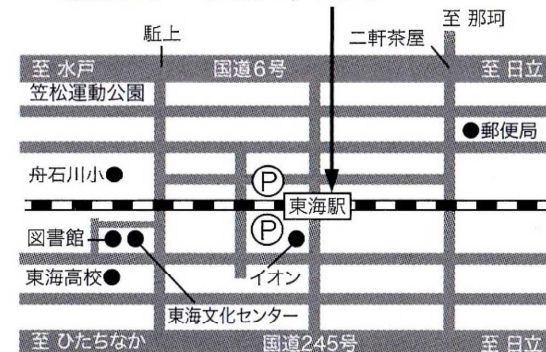 至 那珂
駈上
二軒茶屋
至 水戸
国道6号
至 日立
笠松運動公園
郵便局
舟石川小
P
東海駅
P
図書館
東海高校
イオン
東海文化センター
至 ひたちなか
国道245号
至 日立